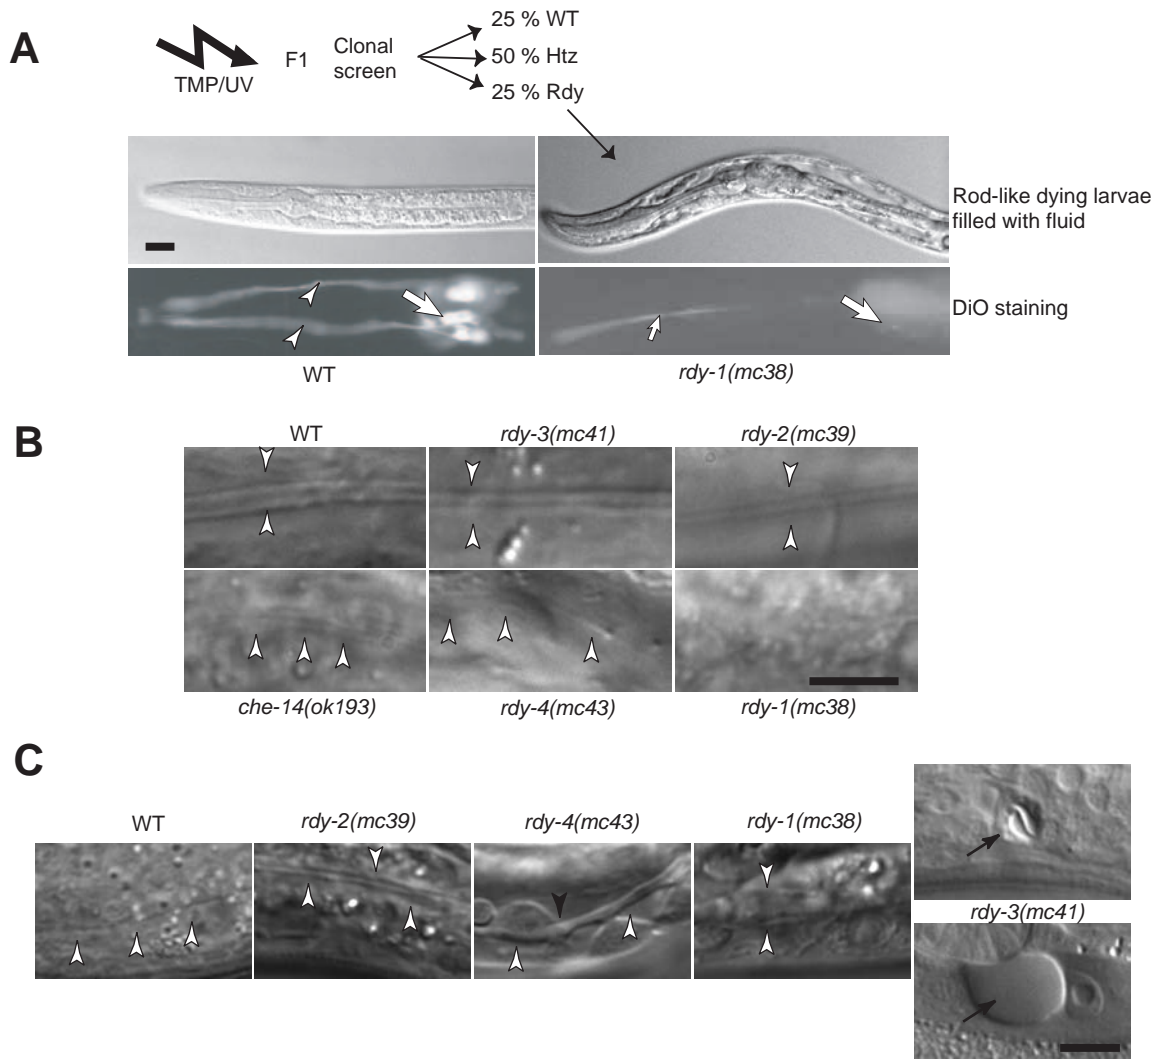 A
TMP/UV
F1
Clonal
screen
25 % WT
50 % Htz
25 % Rdy
Rod-like dying larvae
filled with fluid
DiO staining
WT
rdy-1(mc38)
B
WT
rdy-3(mc41)
rdy-2(mc39)
che-14(ok193)
rdy-4(mc43)
rdy-1(mc38)
C
WT
rdy-2(mc39)
rdy-4(mc43)
rdy-1(mc38)
rdy-3(mc41)